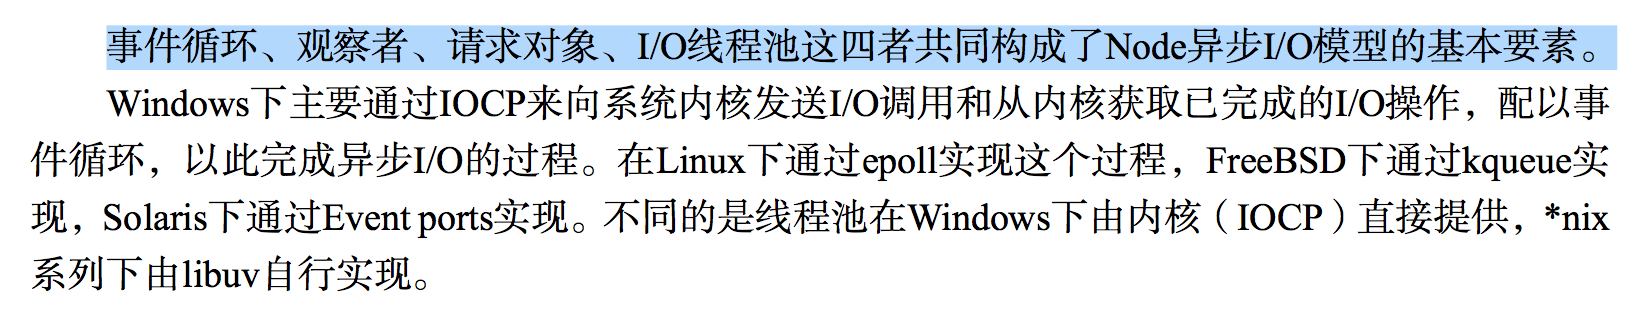 事件循环、观察者、请求对象、I/O线程池这四者共同构成了Node异步I/O模型的基本要素。
Windows下主要通过IOCP来向系统内核发送I/O调用和从内核获取已完成的I/O操作，配以事
件循环，以此完成异步I/O的过程。在Linux下通过epoll实现这个过程，FreeBSD下通过kqueue实
现，Solaris下通过Event ports实现。不同的是线程池在Windows下由内核（IOCP）直接提供，*nix
系列下由libuv自行实现。